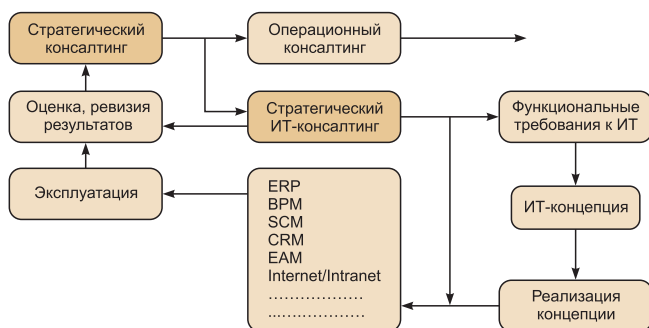 Стратегический
консалтинг
Операционный
консалтинг
Оценка, ревизия
результатов
Стратегический
ИТ-консалтинг
Функциональные
требования к ИТ
Эксплуатация
ERP
BPM
SCM
CRM
EAM
Internet/Intranet
………………
...……………
ИТ-концепция
Реализация
концепции